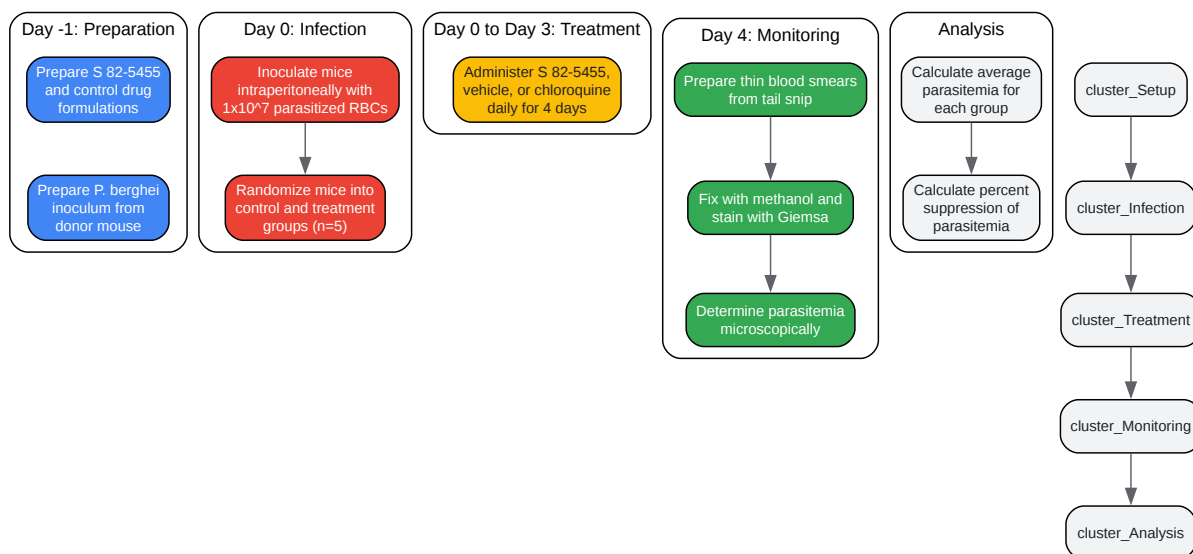 Day -1: Preparation
Prepare S 82-5455
and control drug
formulations
Prepare P. berghei
inoculum from
donor mouse
Day 0: Infection
Inoculate mice
intraperitoneally with
1x10^7 parasitized RBCs
Randomize mice into
control and treatment
groups (n=5)
Day 0 to Day 3: Treatment
Administer S 82-5455,
vehicle, or chloroquine
daily for 4 days
Day 4: Monitoring
Prepare thin blood smears
from tail snip
Fix with methanol and
stain with Giemsa
Determine parasitemia
microscopically
Analysis
Calculate average
parasitemia for
each group
Calculate percent
suppression of
parasitemia
cluster_Setup
cluster_Infection
cluster_Treatment
cluster_Monitoring
cluster_Analysis